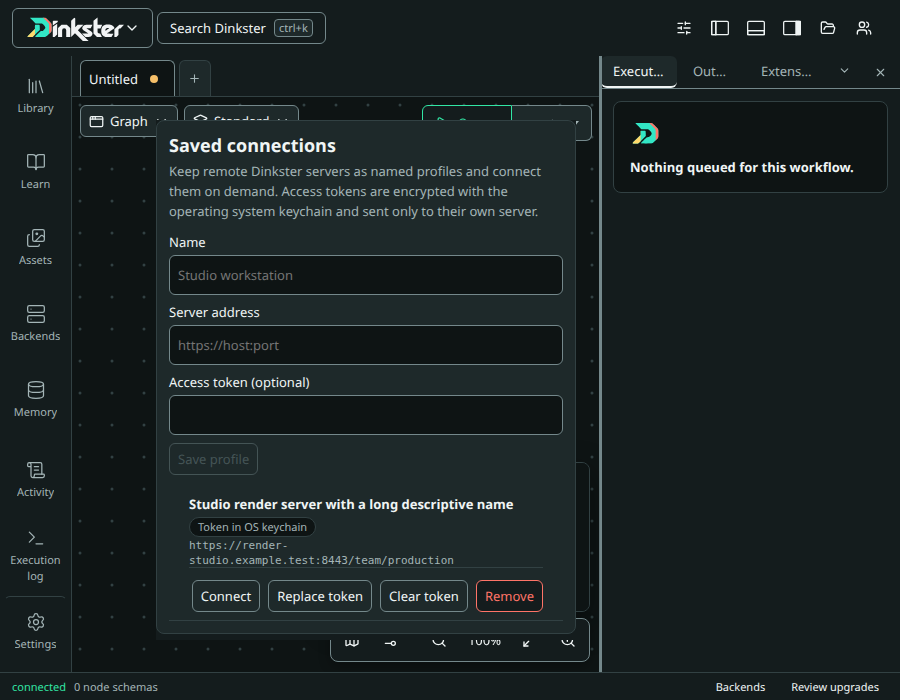 Dinkster
Search Dinkster ctrl+k
Untitled
Execut... Out... Extens...
Library
Learn
Assets
Backends
Memory
Activity
Execution
log
Settings
Graph
Saved connections
Keep remote Dinkster servers as named profiles and connect
them on demand. Access tokens are encrypted with the
operating system keychain and sent only to their own server.
Name
Studio workstation
Server address
https://host:port
Access token (optional)
Save profile
Studio render server with a long descriptive name
Token in OS keychain
https://render-
studio.example.test:8443/team/production
Connect Replace token Clear token Remove
100%
Nothing queued for this workflow.
connected 0 node schemas
Backends Review upgrades